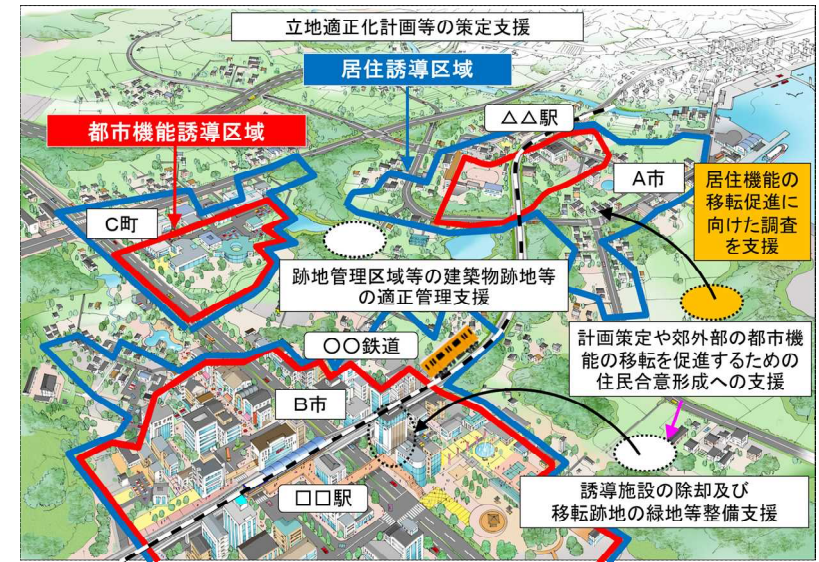 立地適正化計画等の策定支援
居住誘導区域
△△駅
都市機能誘導区域
A市
居住機能の
移転促進に
向けた調査
を支援
C町
跡地管理区域等の建築物跡地等
の適正管理支援
〇〇鉄道
計画策定や郊外部の都市機
能の移転を促進するための
住民合意形成への支援
B市
□□駅
誘導施設の除却及び
移転跡地の緑地等整備支援